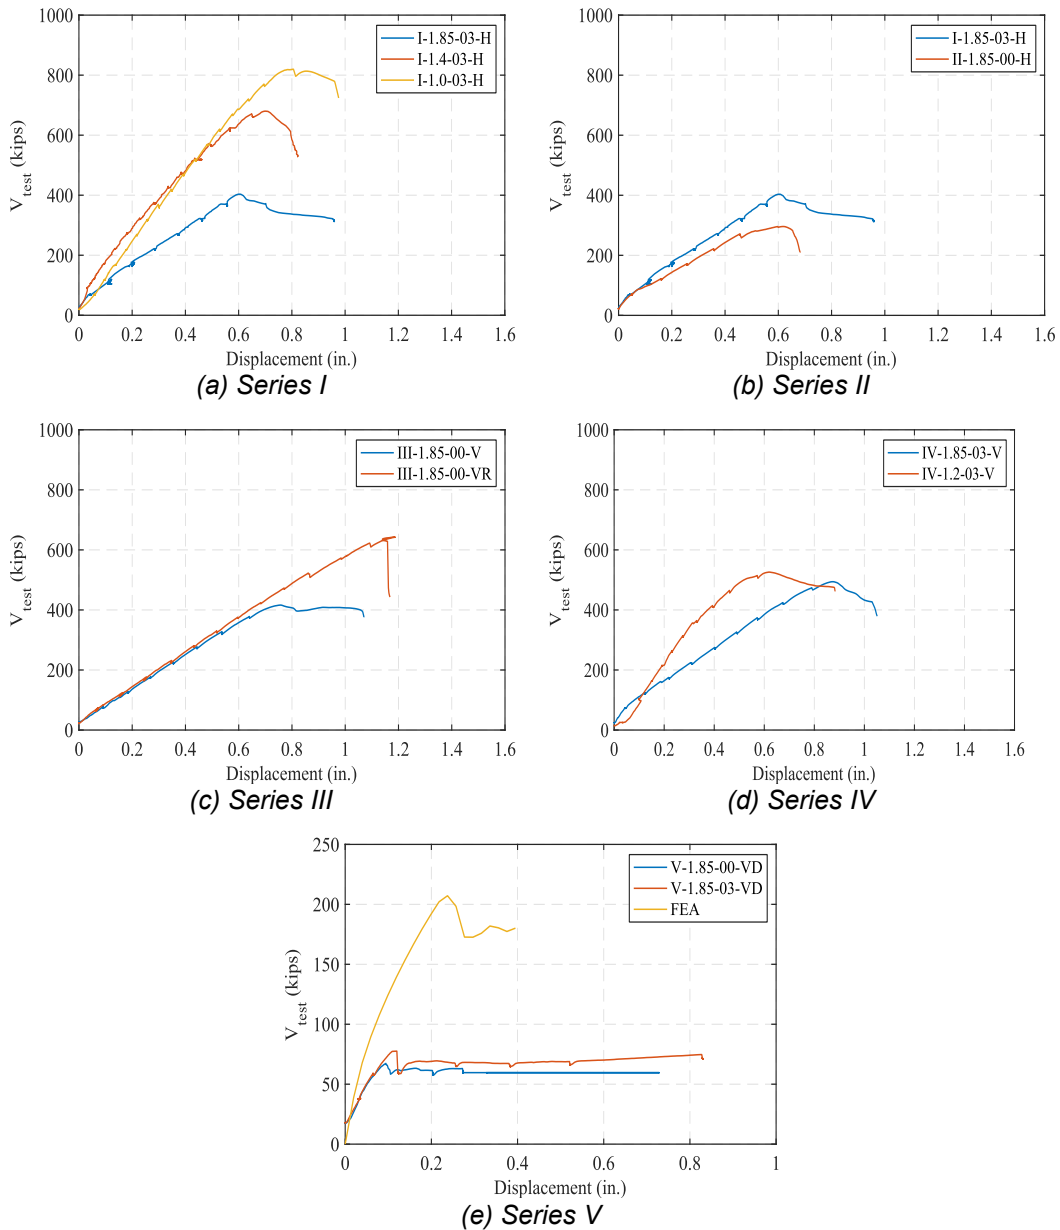 1000
800
600
400
200
0
V_test (kips)
0 0.2 0.4 0.6 0.8 1 1.2 1.4 1.6
Displacement (in.)
I-1.85-03-H
I-1.4-03-H
I-1.0-03-H
(a) Series I
1000
800
600
400
200
0
V_test (kips)
0 0.2 0.4 0.6 0.8 1 1.2 1.4 1.6
Displacement (in.)
I-1.85-03-H
II-1.85-00-H
(b) Series II
1000
800
600
400
200
0
V_test (kips)
0 0.2 0.4 0.6 0.8 1 1.2 1.4 1.6
Displacement (in.)
III-1.85-00-V
III-1.85-00-VR
(c) Series III
1000
800
600
400
200
0
V_test (kips)
0 0.2 0.4 0.6 0.8 1 1.2 1.4 1.6
Displacement (in.)
IV-1.85-03-V
IV-1.2-03-V
(d) Series IV
250
200
150
100
50
0
V_test (kips)
0 0.2 0.4 0.6 0.8 1
Displacement (in.)
V-1.85-00-VD
V-1.85-03-VD
FEA
(e) Series V